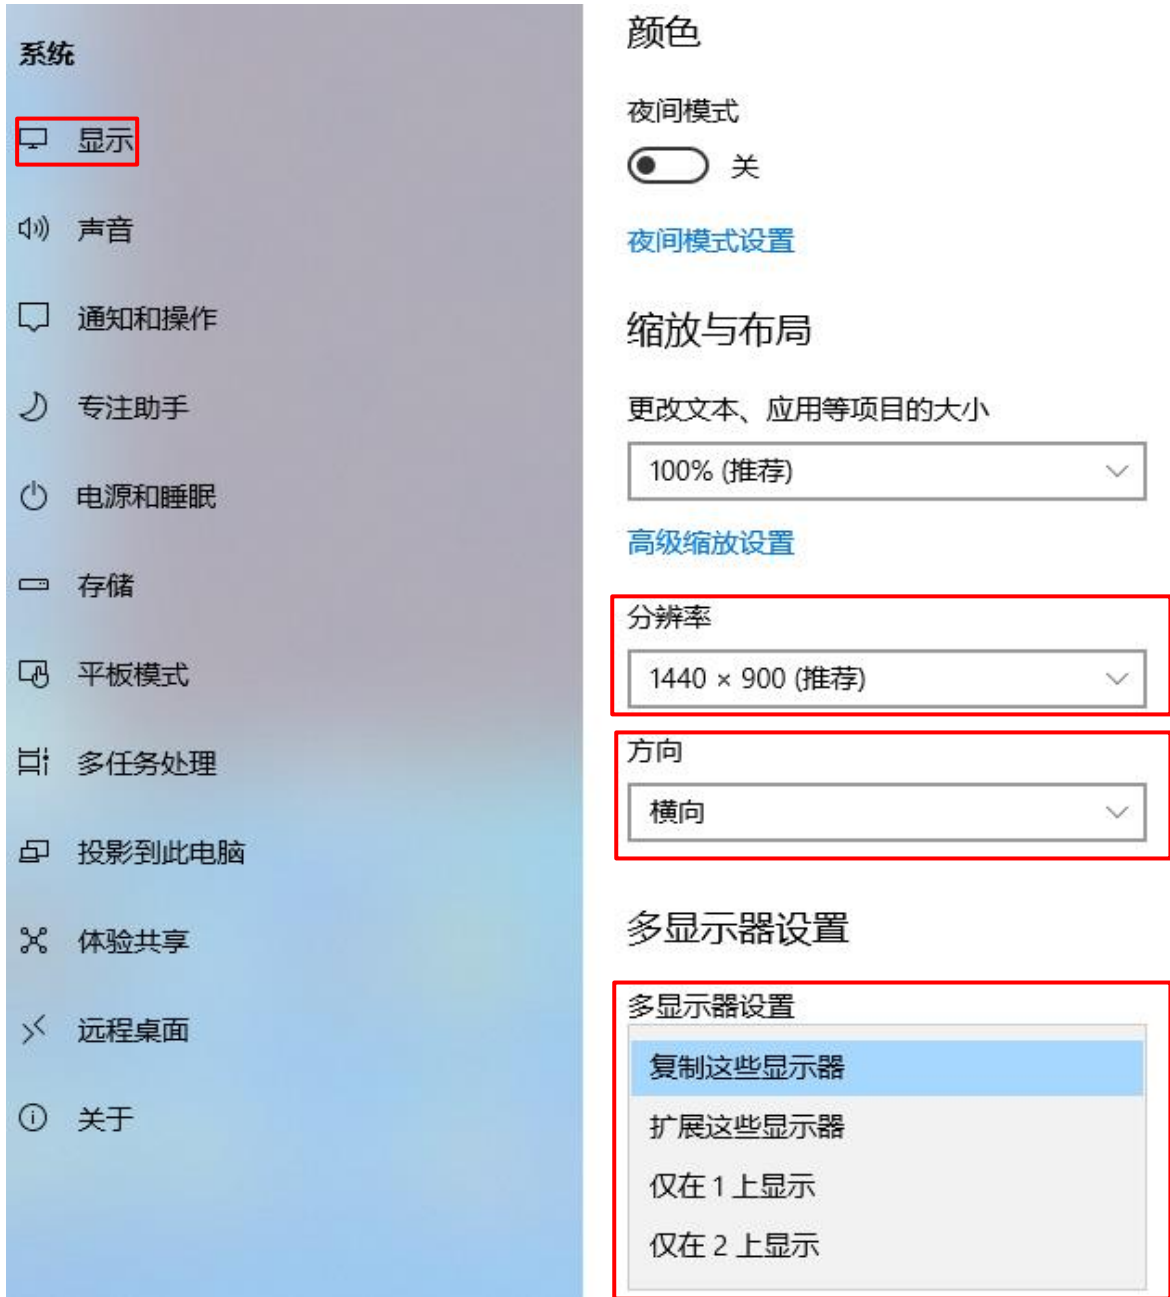 系统
显示
声音
通知和操作
专注助手
电源和睡眠
存储
平板模式
多任务处理
投影到此电脑
体验共享
远程桌面
关于
颜色
夜间模式
关
夜间模式设置
缩放与布局
更改文本、应用等项目的大小
100% (推荐)
高级缩放设置
分辨率
1440 × 900 (推荐)
方向
横向
多显示器设置
多显示器设置
复制这些显示器
扩展这些显示器
仅在 1 上显示
仅在 2 上显示